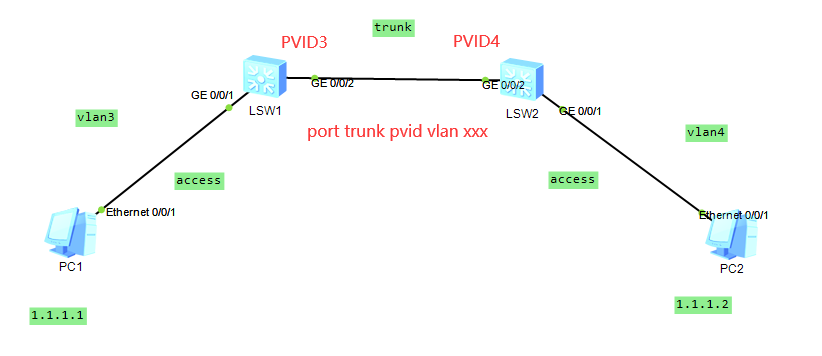 trunk
PVID3
PVID4
GE 0/0/1
GE 0/0/2
GE 0/0/2
GE 0/0/1
LSW1
LSW2
vlan3
port trunk pvid vlan xxx
vlan4
access
access
Ethernet 0/0/1
Ethernet 0/0/1
PC1
PC2
1.1.1.1
1.1.1.2